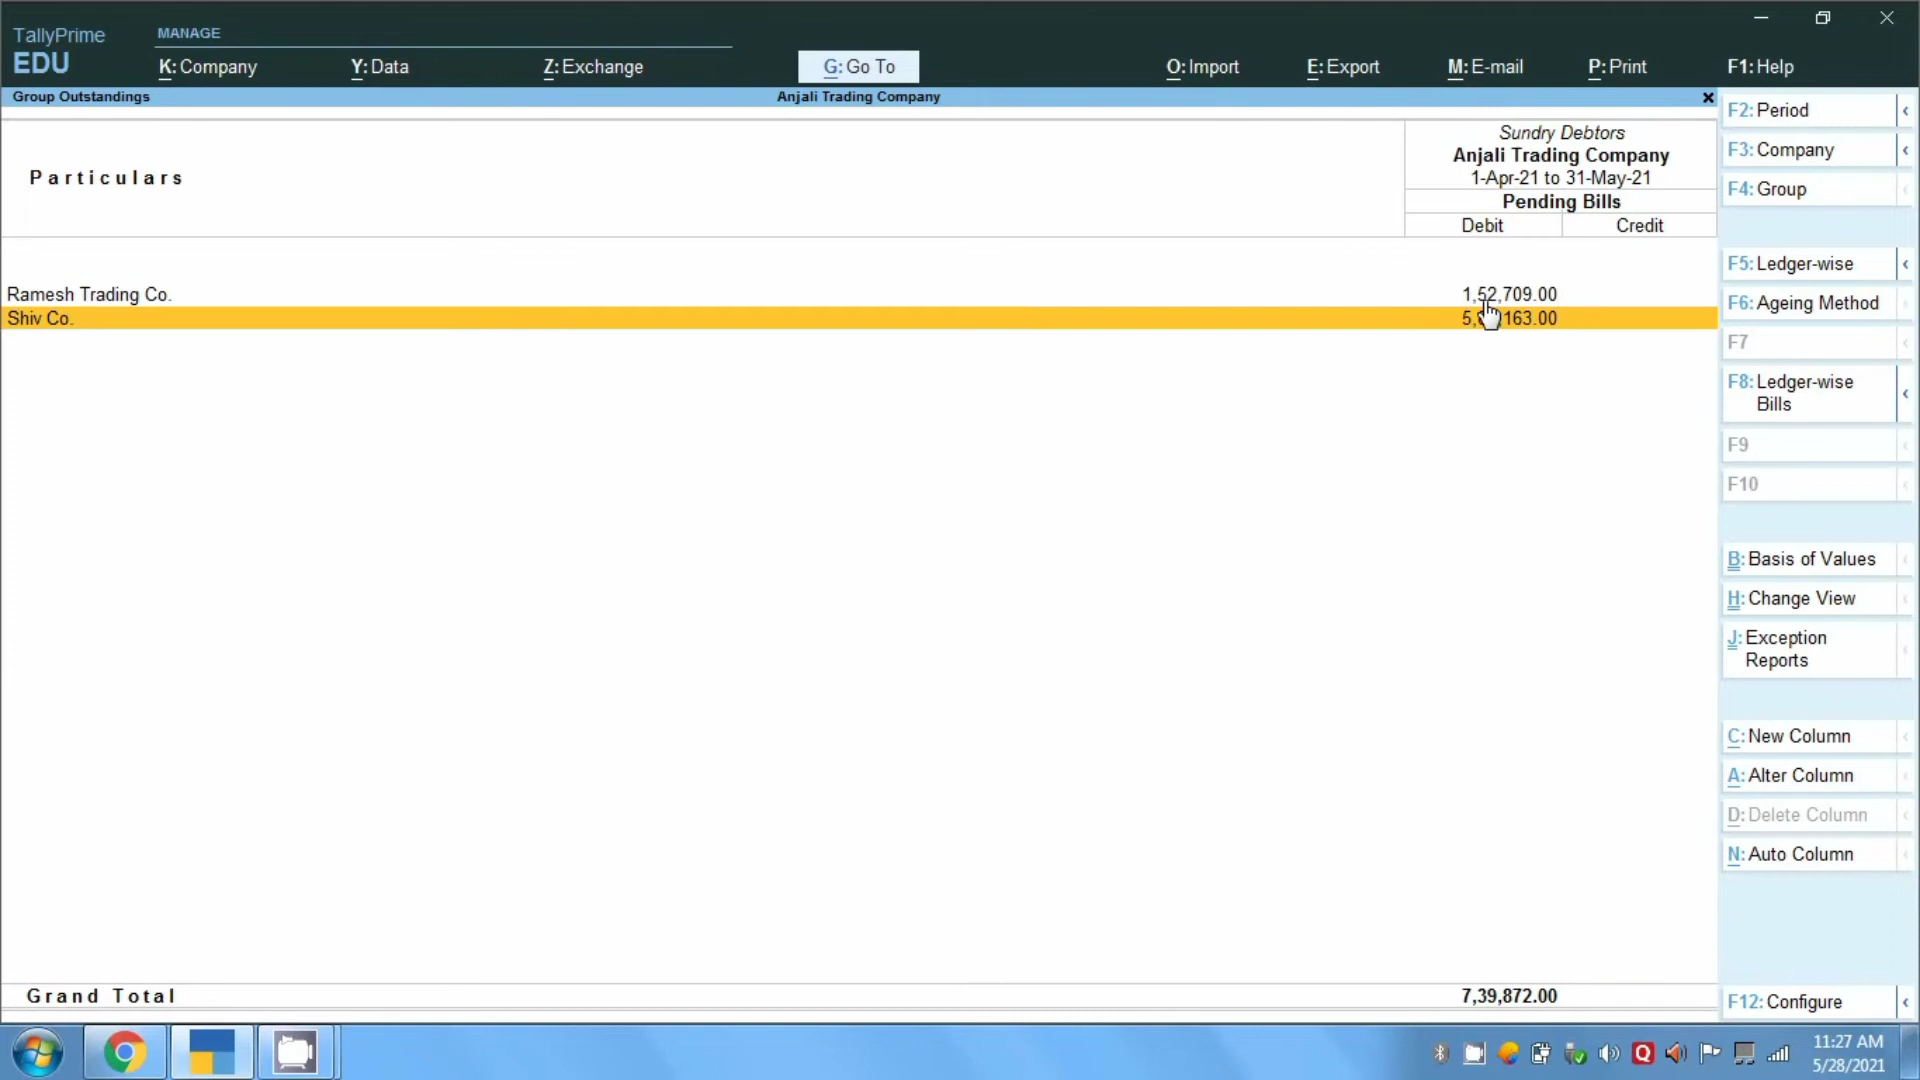 TallyPrime
EDU
MANAGE
K: Company
Y: Data
Z: Exchange
G: Go To
O: Import
E: Export
M: E-mail
P: Print
F1: Help
Group Outstandings
Anjali Trading Company
Particulars
Sundry Debtors
Anjali Trading Company
1-Apr-21 to 31-May-21
Pending Bills
Debit
Credit
Ramesh Trading Co.
1,52,709.00
Shiv Co.
Grand Total
7,39,872.00
F2: Period
F3: Company
F4: Group
F5: Ledger-wise
F6: Ageing Method
F7
F8: Ledger-wise
Bills
F9
F10
B: Basis of Values
H: Change View
J: Exception
Reports
C: New Column
A: Alter Column
D: Delete Column
N: Auto Column
F12: Configure
11:27 AM
5/28/2021